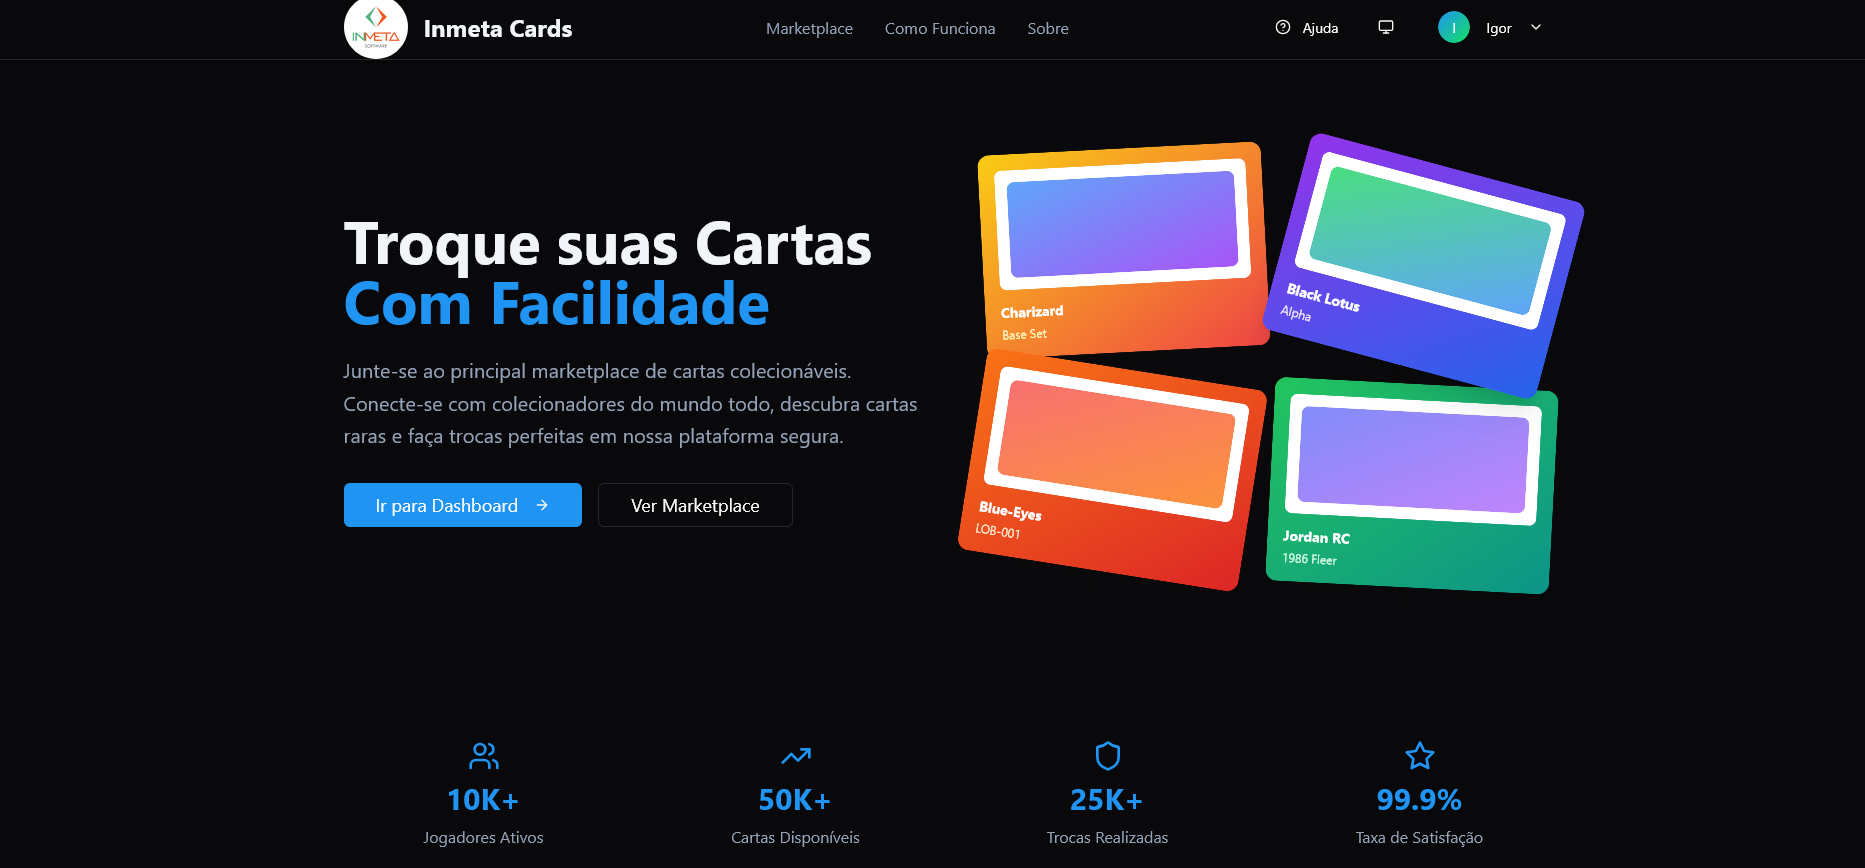 INMETA
SOFTWARE
Inmeta Cards
Marketplace
Como Funciona
Sobre
Ajuda
I
Igor
Troque suas Cartas
Com Facilidade
Junte-se ao principal marketplace de cartas colecionáveis.
Conecte-se com colecionadores do mundo todo, descubra cartas
raras e faça trocas perfeitas em nossa plataforma segura.
Ir para Dashboard
Ver Marketplace
Charizard
Base Set
Black Lotus
Alpha
Blue-Eyes
LOB-001
Jordan RC
1986 Fleer
10K+
Jogadores Ativos
50K+
Cartas Disponíveis
25K+
Trocas Realizadas
99.9%
Taxa de Satisfação